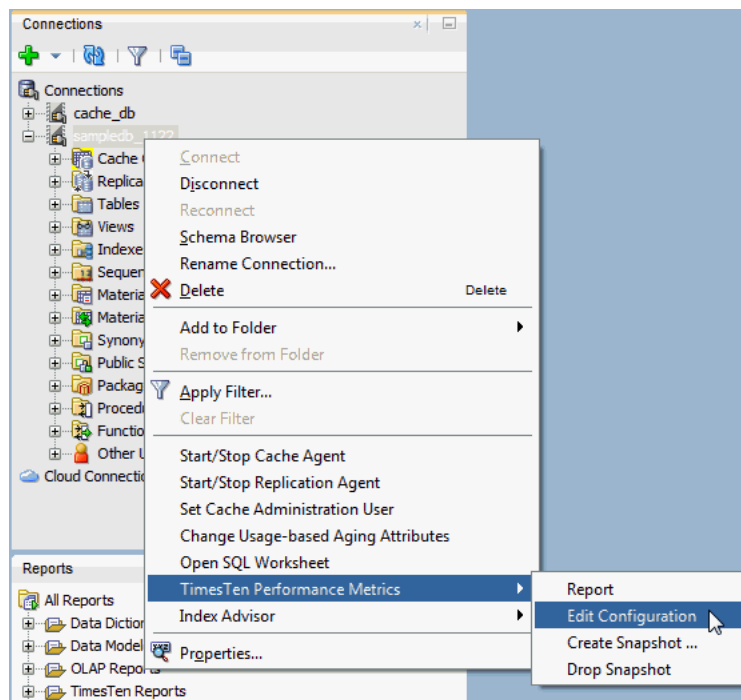 Connections
Connections
cache_db
sampledb_1122
Cache
Replica
Tables
Views
Indexe
Sequen
Materia
Materia
Synony
Public S
Packag
Procedu
Functio
Other U
Cloud Connectio
Connect
Disconnect
Reconnect
Schema Browser
Rename Connection...
Delete Delete
Add to Folder
Remove from Folder
Apply Filter...
Clear Filter
Start/Stop Cache Agent
Start/Stop Replication Agent
Set Cache Administration User
Change Usage-based Aging Attributes
Open SQL Worksheet
TimesTen Performance Metrics
Index Advisor
Properties...
Report
Edit Configuration
Create Snapshot ...
Drop Snapshot
Reports
All Reports
Data Diction
Data Model
OLAP Reports
TimesTen Reports